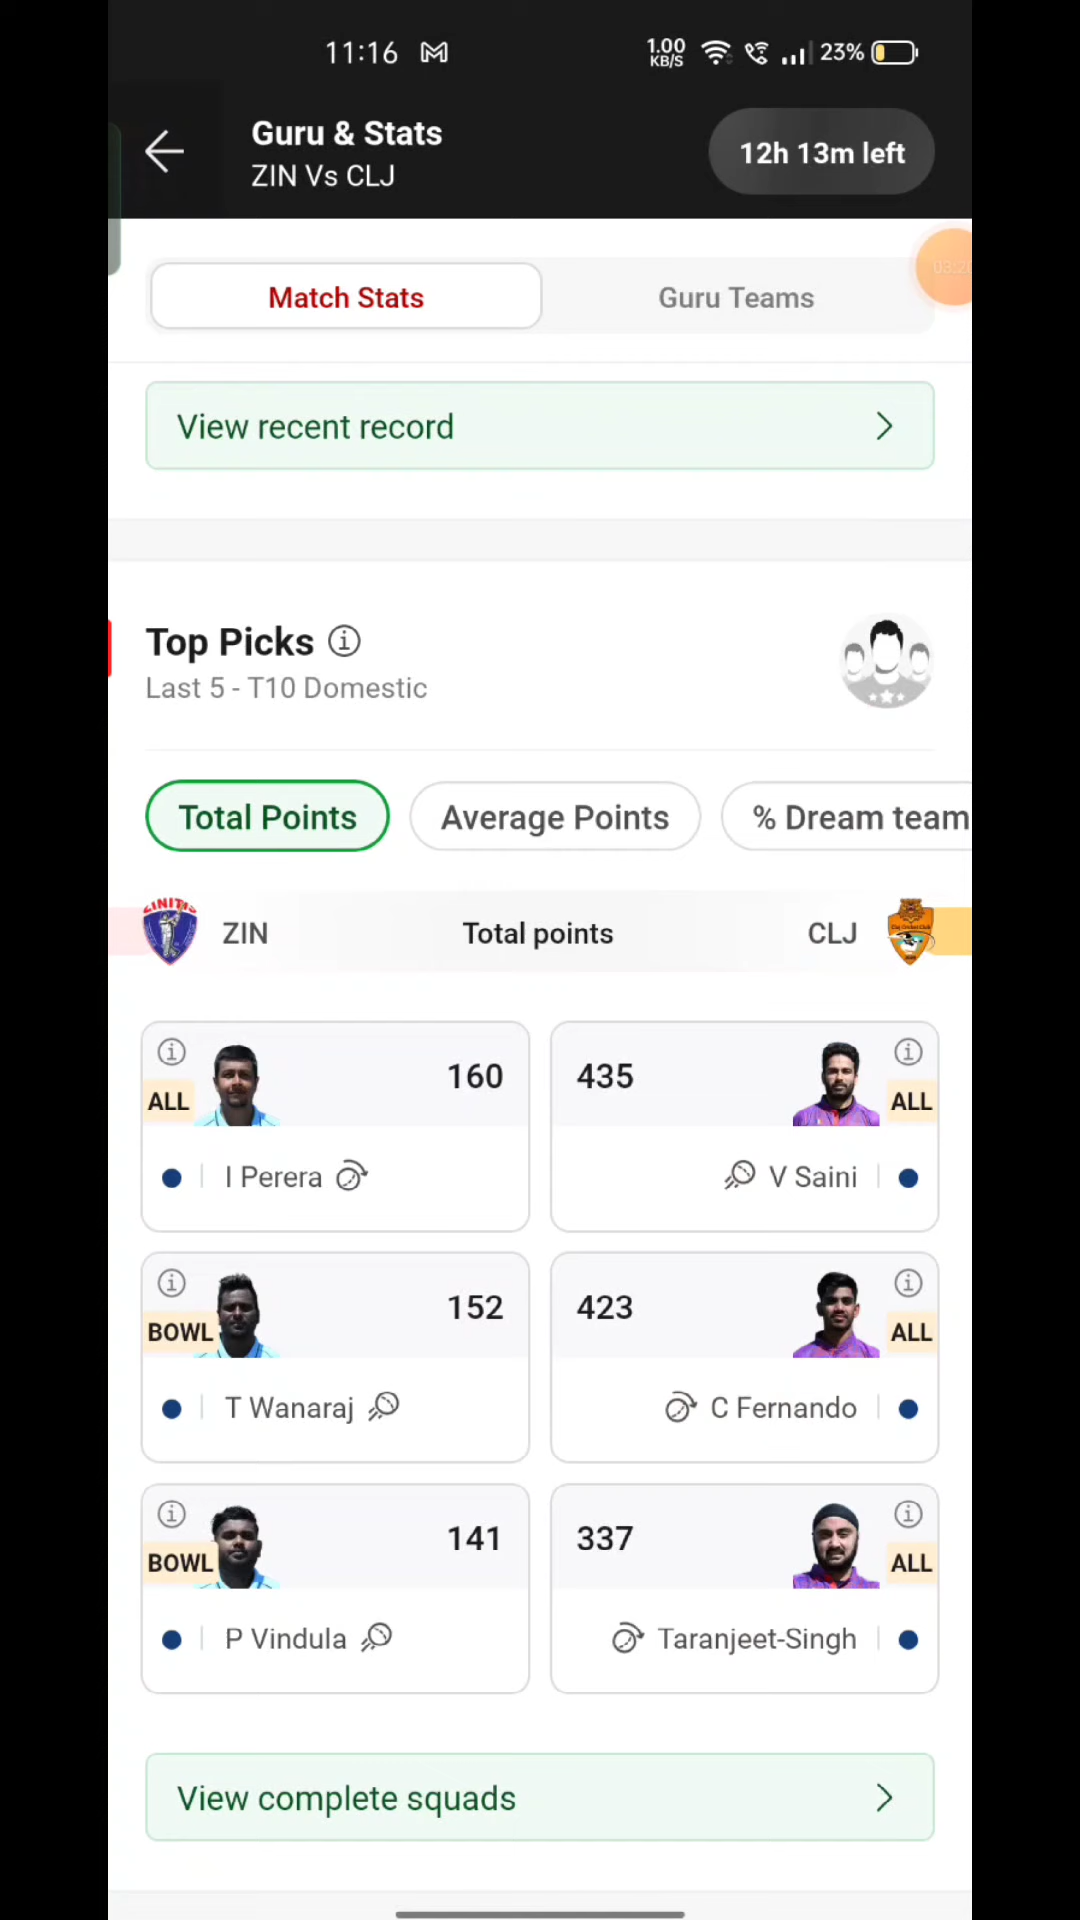 11:16
1.00
KB/S
23%
Guru & Stats
ZIN Vs CLJ
12h 13m left
Match Stats
Guru Teams
View recent record
Top Picks
Last 5 - T10 Domestic
Total Points
Average Points
% Dream team
ZINITIS
ZIN
Total points
CLJ
160
ALL
I Perera
435
ALL
V Saini
152
BOWL
T Wanaraj
423
ALL
C Fernando
141
BOWL
P Vindula
337
ALL
Taranjeet-Singh
View complete squads